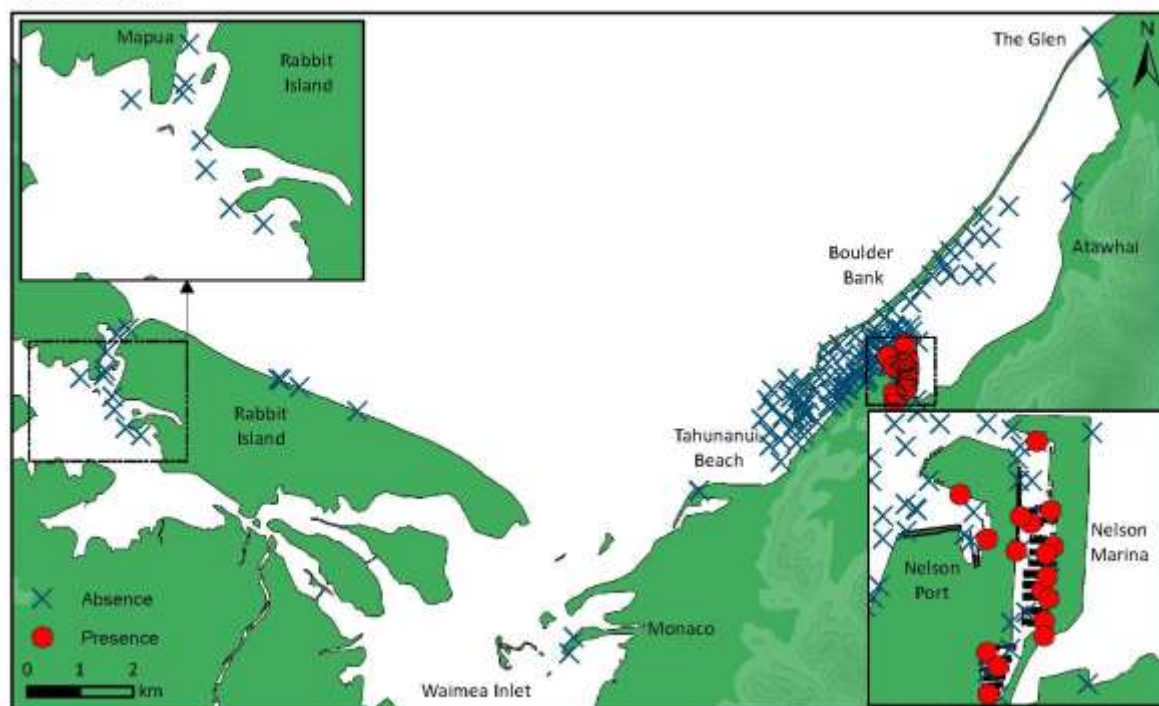 Mapua
Rabbit
Island
The Glen
N
Boulder
Bank
Atawhai
Rabbit
Island
Tahunanui
Beach
Nelson
Marina
Nelson
Port
Absence
Presence
0 1 2
km
Monaco
Waimea Inlet